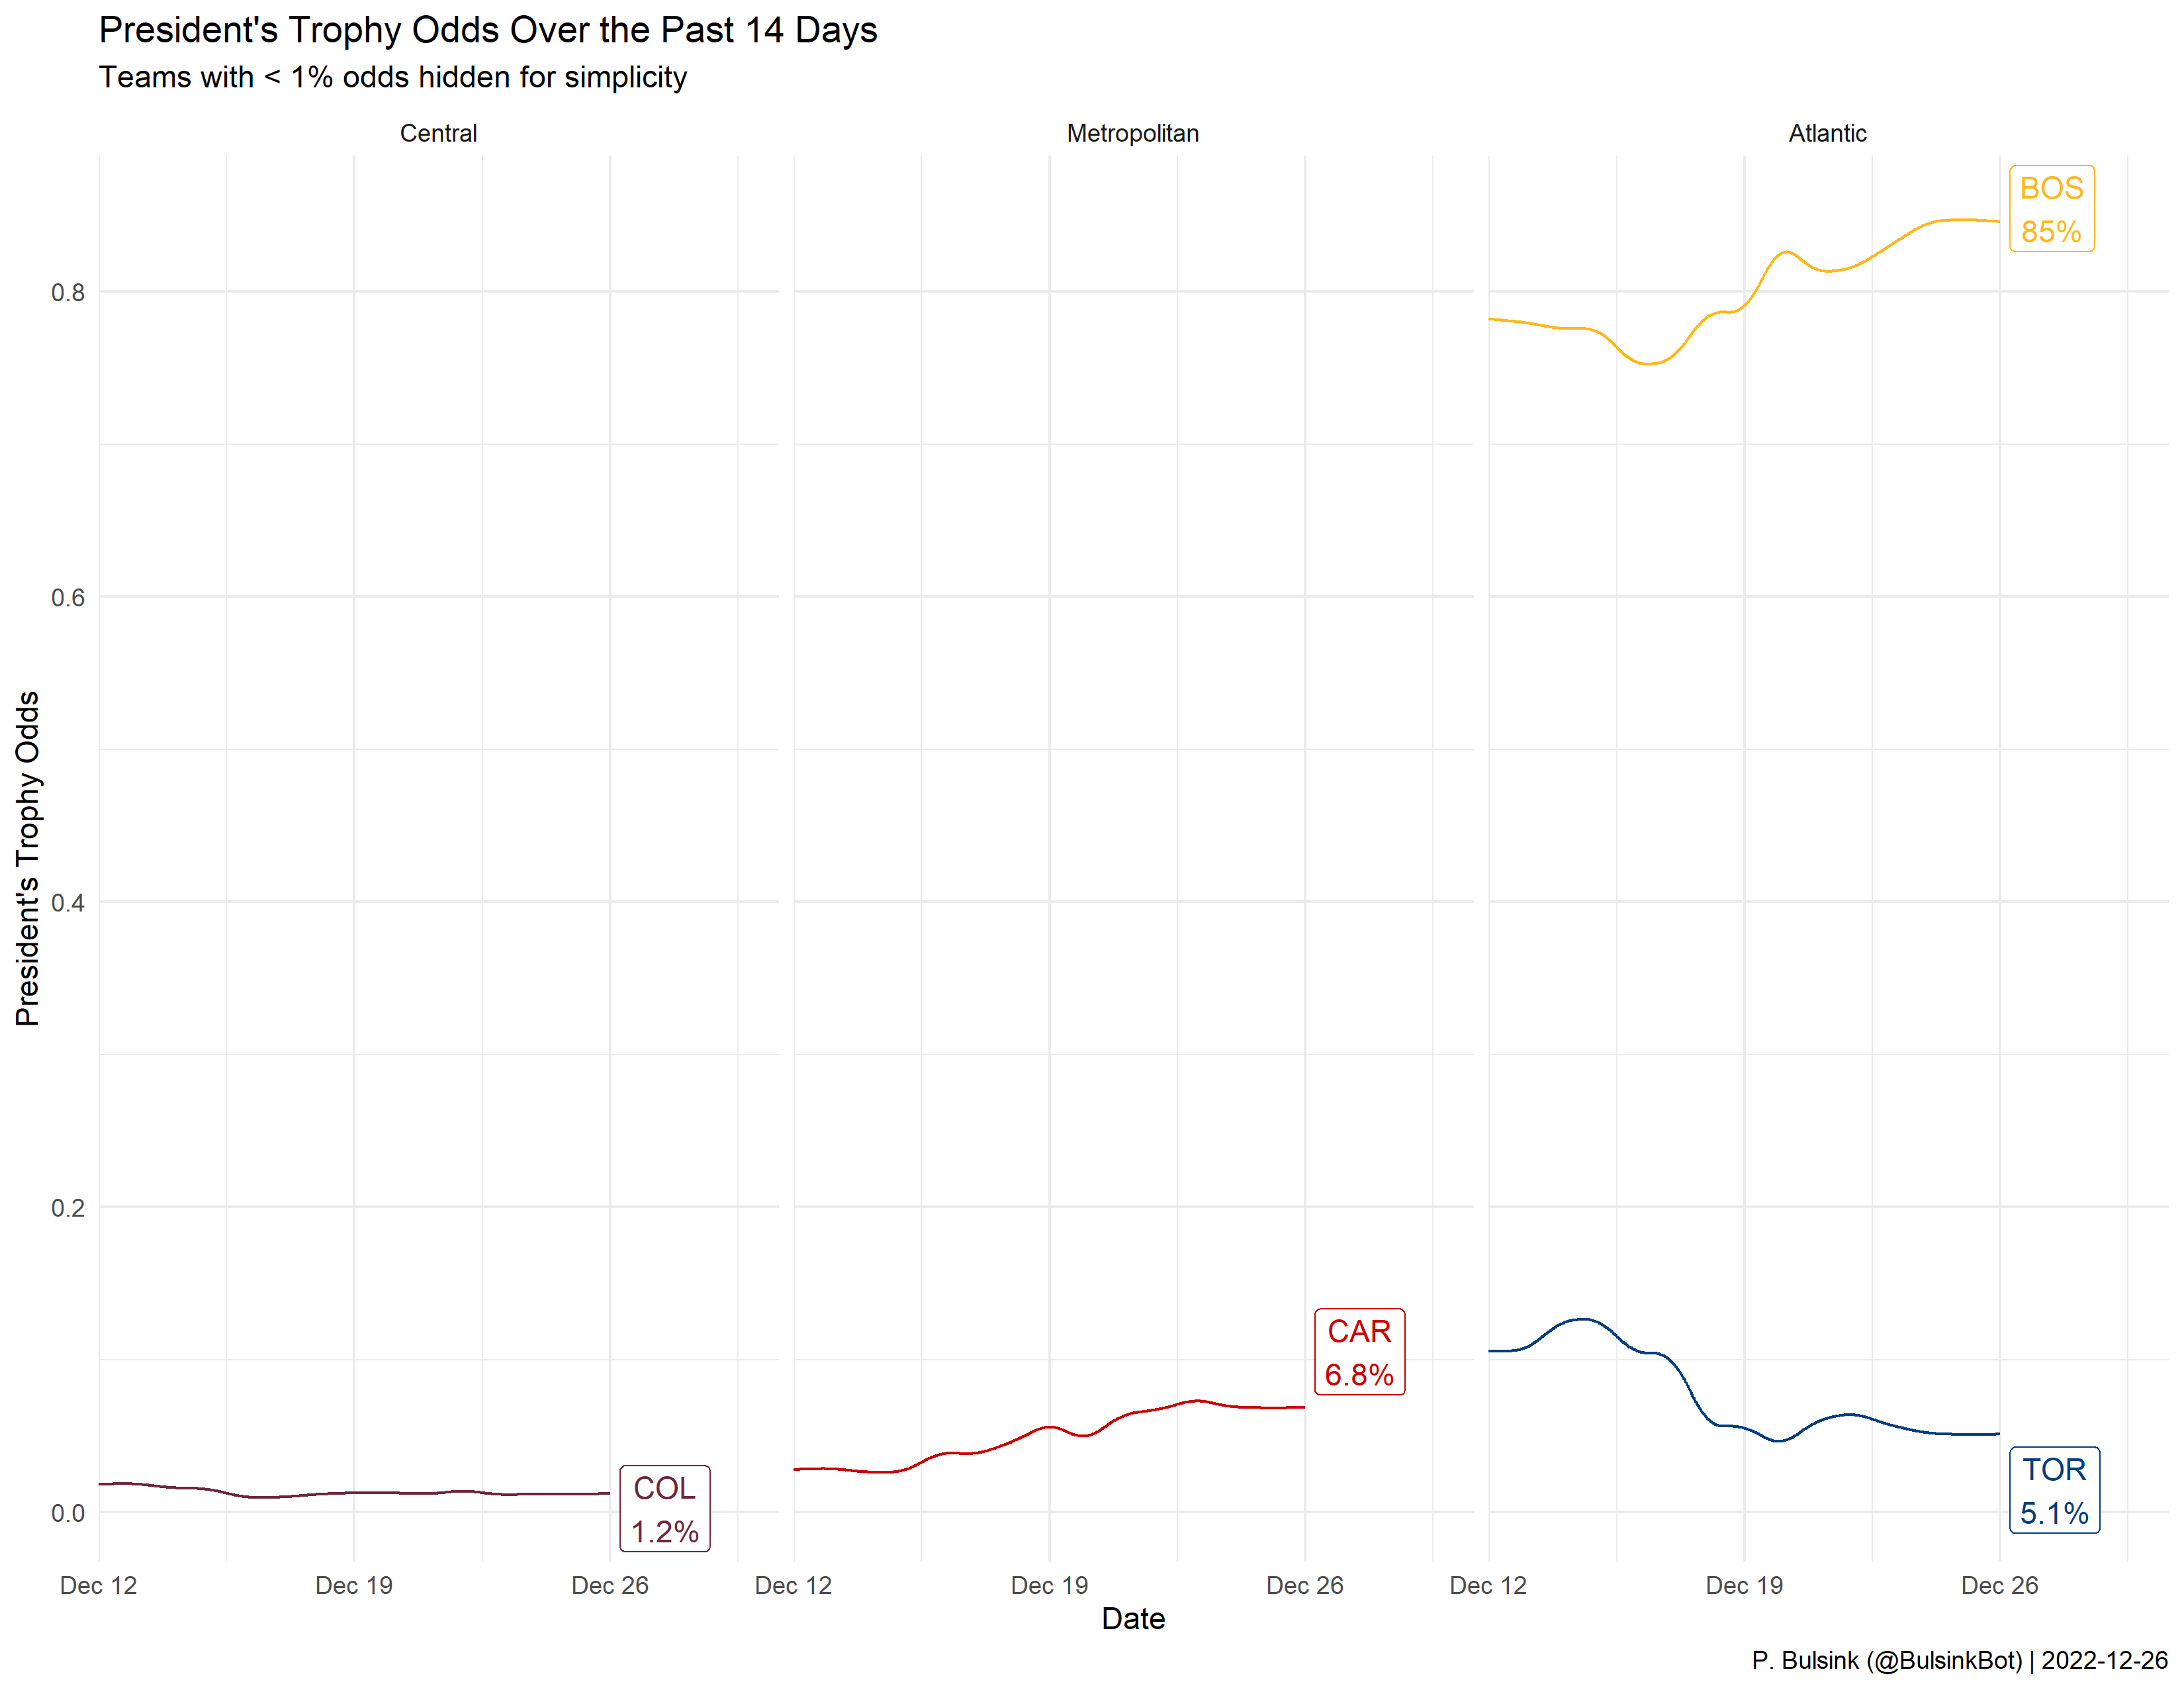 President's Trophy Odds Over the Past 14 Days
Teams with < 1% odds hidden for simplicity
Central
Metropolitan
Atlantic
President's Trophy Odds
0.8
0.6
0.4
0.2
0.0
COL
1.2%
CAR
6.8%
BOS
85%
TOR
5.1%
Dec 12
Dec 19
Dec 26
Dec 12
Dec 19
Dec 26
Dec 12
Dec 19
Dec 26
Date
P. Bulsink (@BulsinkBot) | 2022-12-26